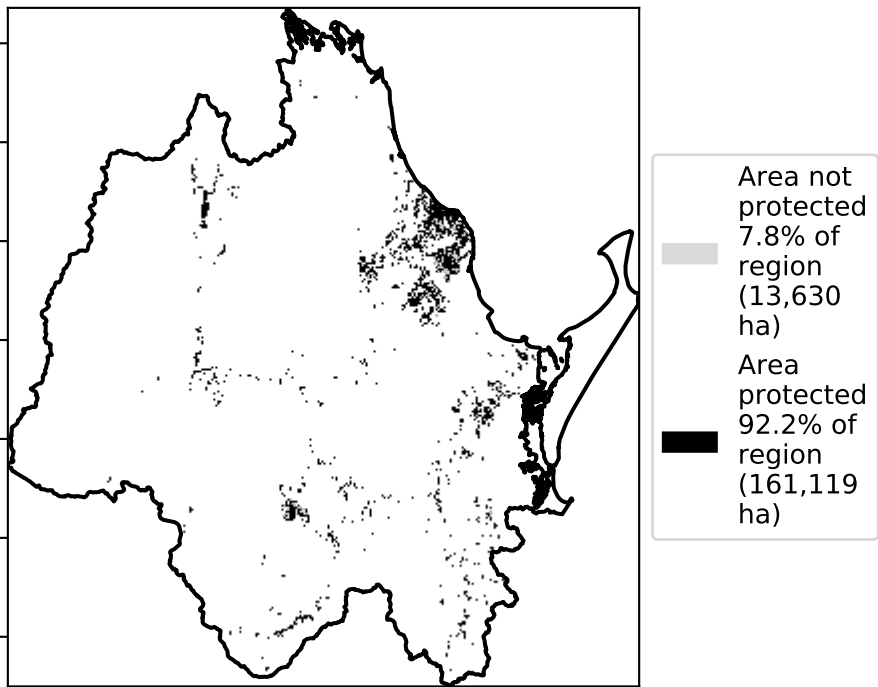 Area not
protected
7.8% of
region
(13,630
ha)
Area
protected
92.2% of
region
(161,119
ha)